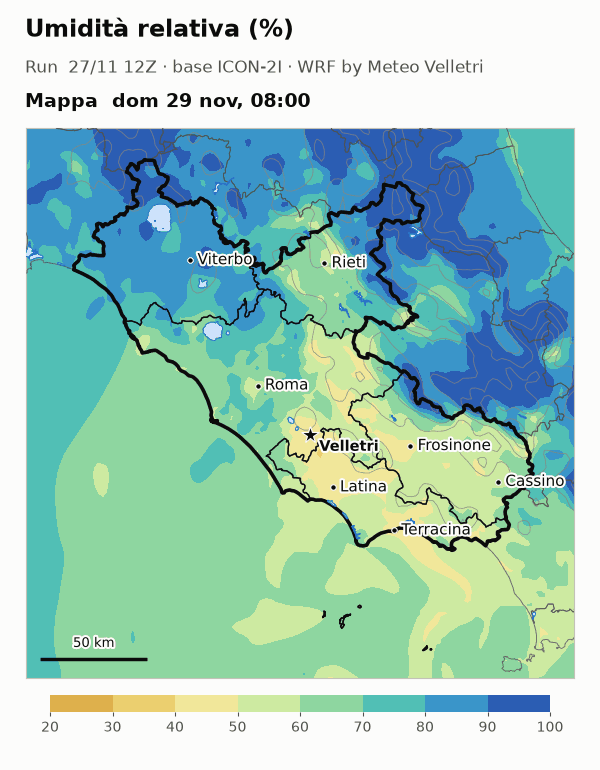 Umidità relativa (%)
Run  27/11 12Z · base ICON-2I · WRF by Meteo Velletri
Mappa  dom 29 nov, 08:00
Viterbo
Rieti
Roma
Velletri
Frosinone
Cassino
Latina
Terracina
50 km
20 30 40 50 60 70 80 90 100